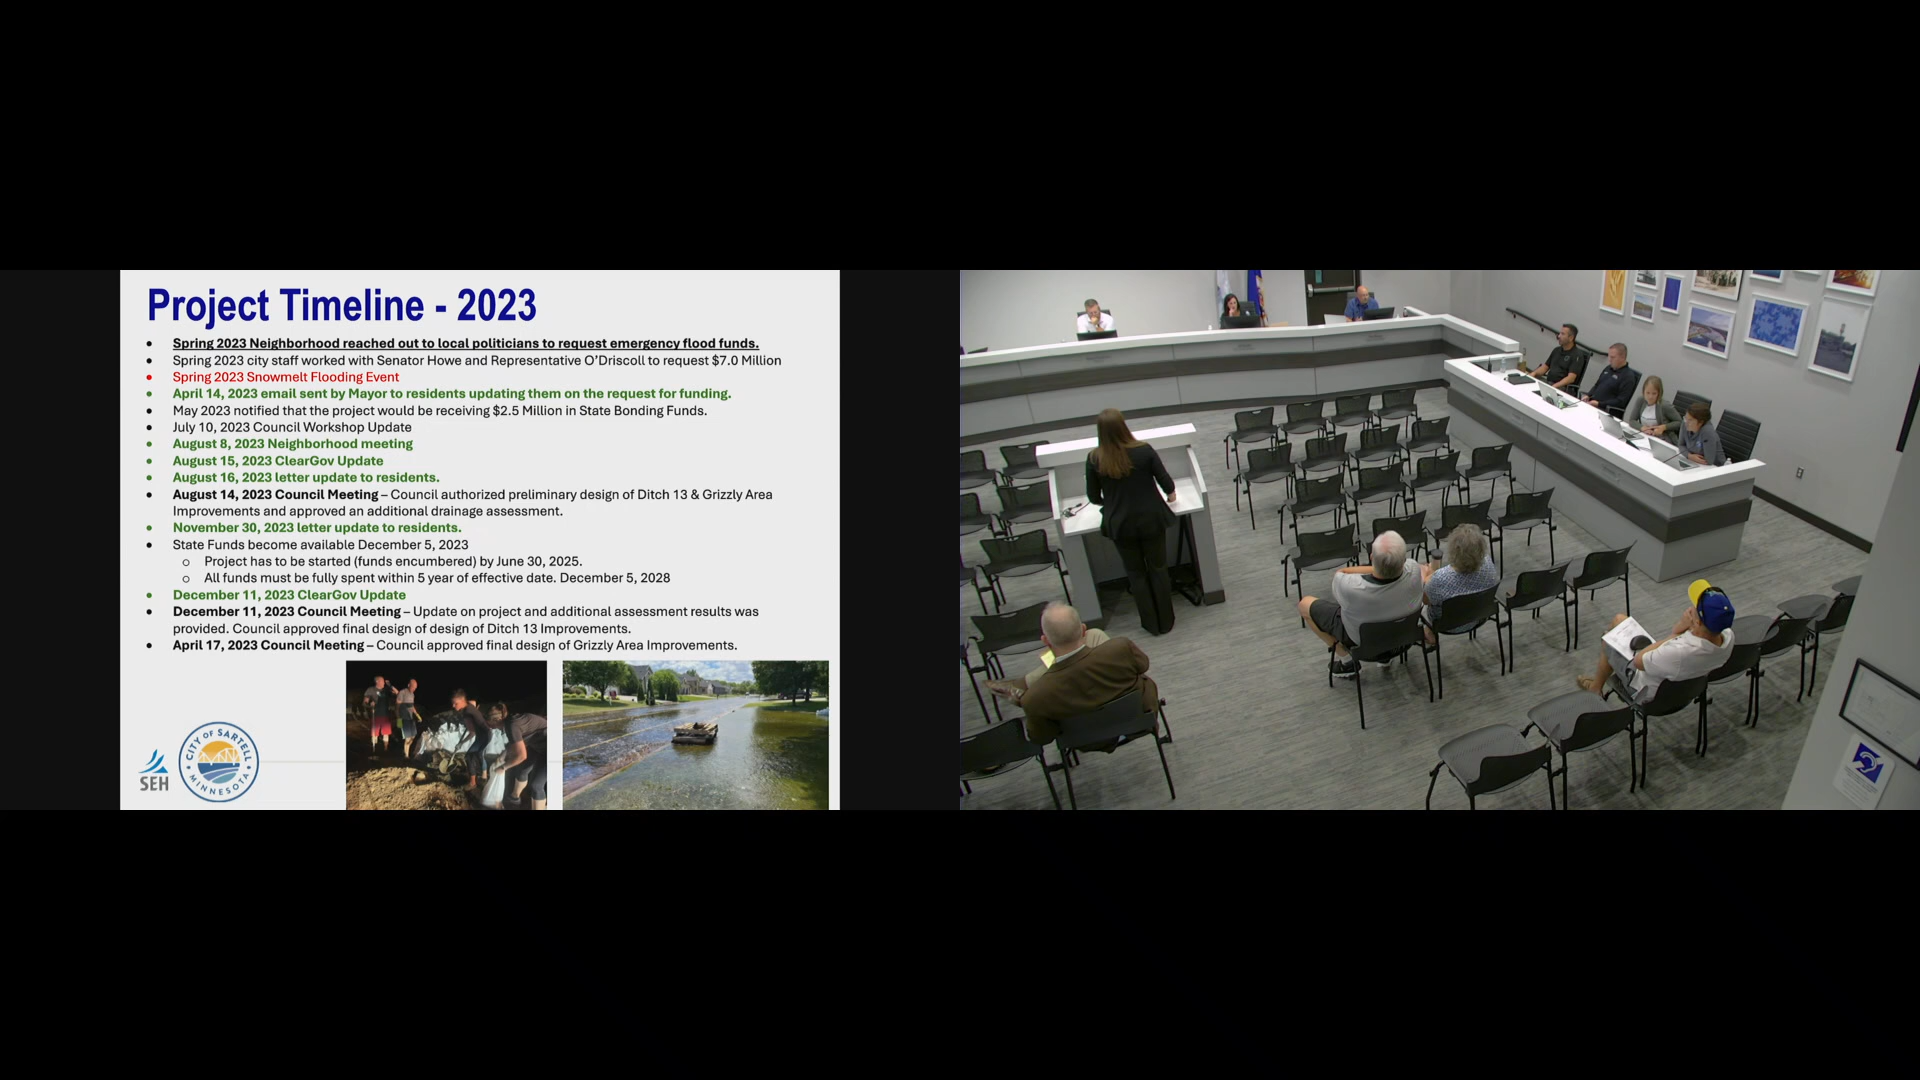 Project Timeline - 2023
• Spring 2023 Neighborhood reached out to local politicians to request emergency flood funds.
• Spring 2023 city staff worked with Senator Howe and Representative O’Driscoll to request $7.0 Million
• Spring 2023 Snowmelt Flooding Event
• April 14, 2023 email sent by Mayor to residents updating them on the request for funding.
• May 2023 notified that the project would be receiving $2.5 Million in State Bonding Funds.
• July 10, 2023 Council Workshop Update
• August 8, 2023 Neighborhood meeting
• August 15, 2023 ClearGov Update
• August 16, 2023 letter update to residents.
• August 14, 2023 Council Meeting – Council authorized preliminary design of Ditch 13 & Grizzly Area
Improvements and approved an additional drainage assessment.
• November 30, 2023 letter update to residents.
• State Funds become available December 5, 2023
o Project has to be started (funds encumbered) by June 30, 2025.
o All funds must be fully spent within 5 year of effective date. December 5, 2028
• December 11, 2023 ClearGov Update
• December 11, 2023 Council Meeting – Update on project and additional assessment results was
provided. Council approved final design of design of Ditch 13 Improvements.
• April 17, 2023 Council Meeting – Council approved final design of Grizzly Area Improvements.
SEH
CITY OF SARTELL
MINNESOTA